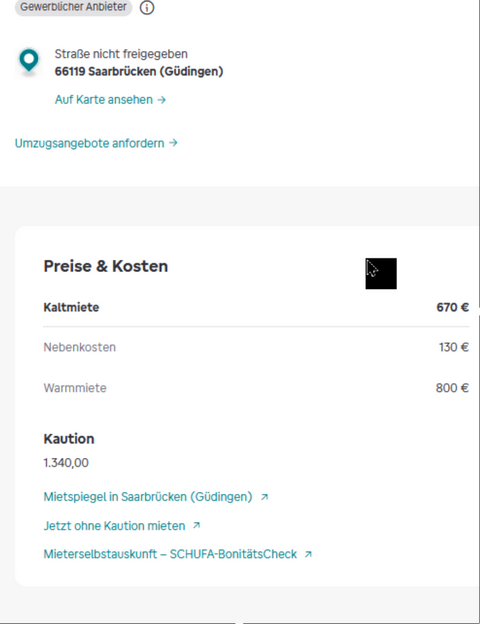 Gewerblicher Anbieter
Straße nicht freigegeben
66119 Saarbrücken (Güdingen)
Auf Karte ansehen →
Umzugsangebote anfordern →
Preise & Kosten
Kaltmiete 670 €
Nebenkosten 130 €
Warmmiete 800 €
Kaution
1.340,00
Mietspiegel in Saarbrücken (Güdingen) ↗
Jetzt ohne Kaution mieten ↗
Mieterselbstauskunft – SCHUFA-BonitätsCheck ↗